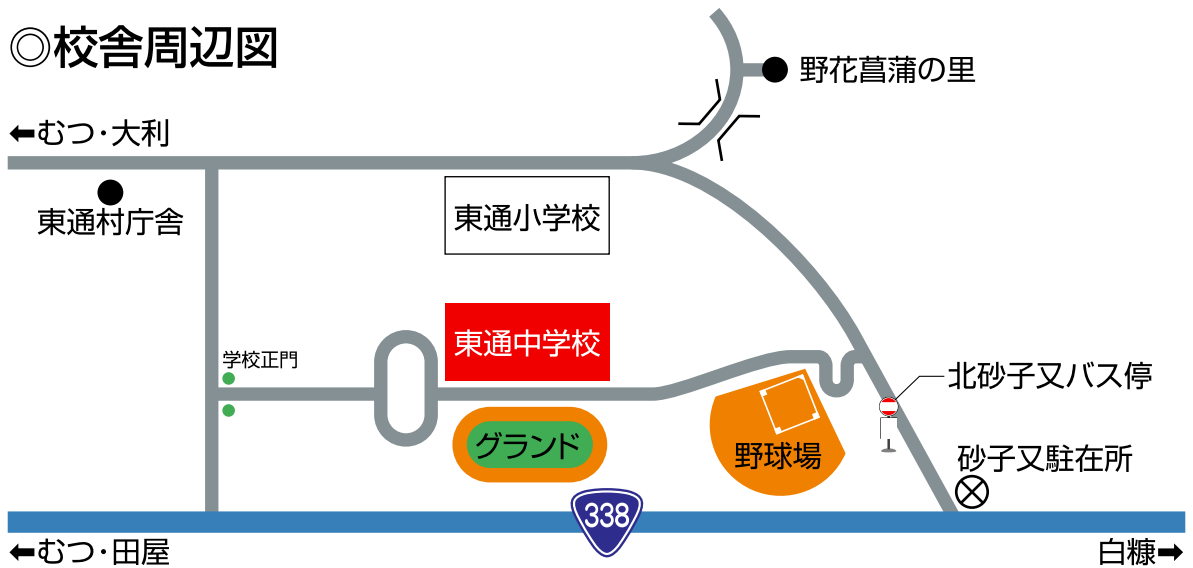 ◎校舎周辺図
野花菖蒲の里
←むつ・大利
東通村庁舎
東通小学校
東通中学校
学校正門
北砂子又バス停
グランド
野球場
砂子又駐在所
338
←むつ・田屋
白糠→